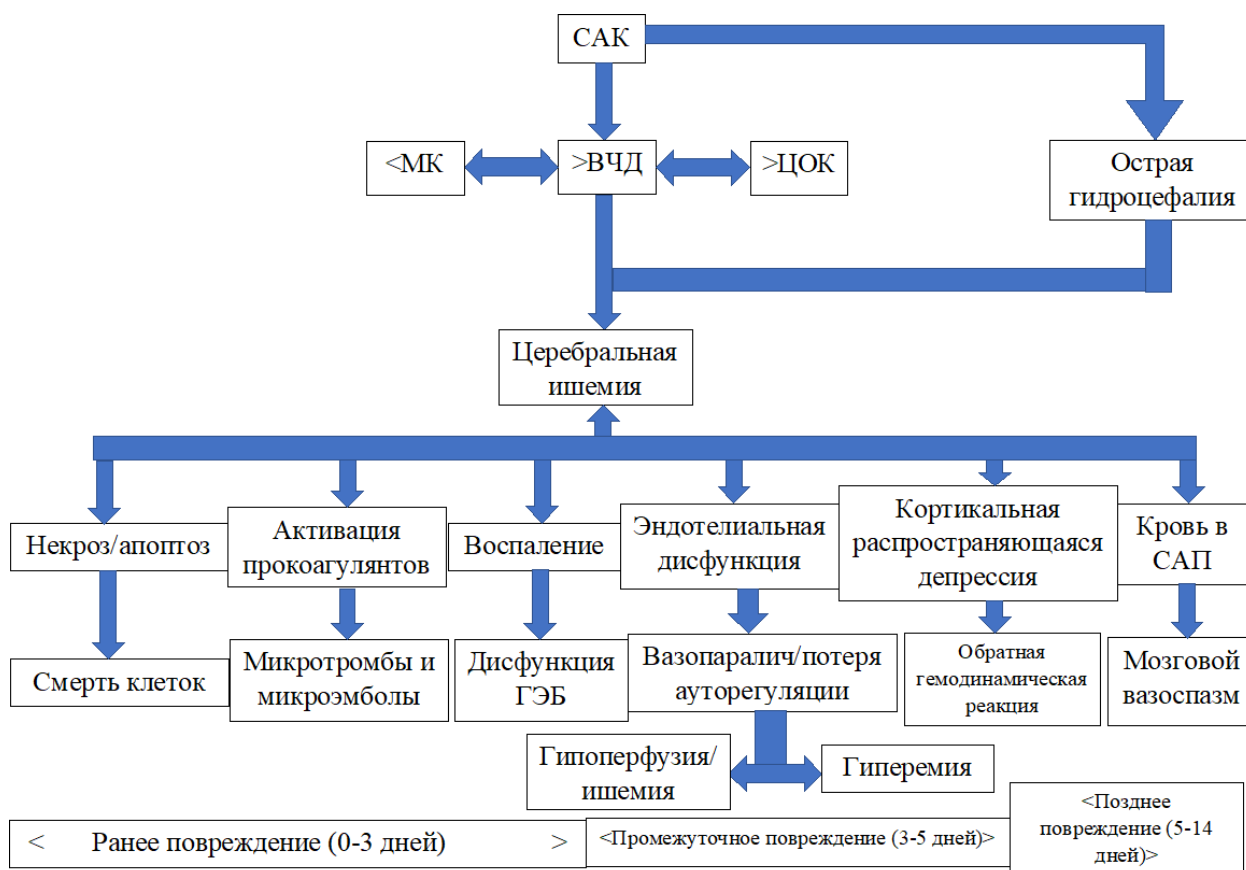 САК
<МК
>ВЧД
>ЦОК
Острая
гидроцефалия
Церебральная
ишемия
Некроз/апоптоз
Активация
прокоагулянтов
Воспаление
Эндотелиальная
дисфункция
Кортикальная
распространяющаяся
депрессия
Кровь в
САП
Смерть клеток
Микротромбы и
микроэмболы
Дисфункция
ГЭБ
Вазопаралич/потеря
ауторегуляции
Обратная
гемодинамическая
реакция
Мозговой
вазоспазм
Гипоперфузия/
ишемия
Гиперемия
< Ранее повреждение (0-3 дней) >
<Промежуточное повреждение (3-5 дней)>
<Позднее
повреждение (5-14
дней)>